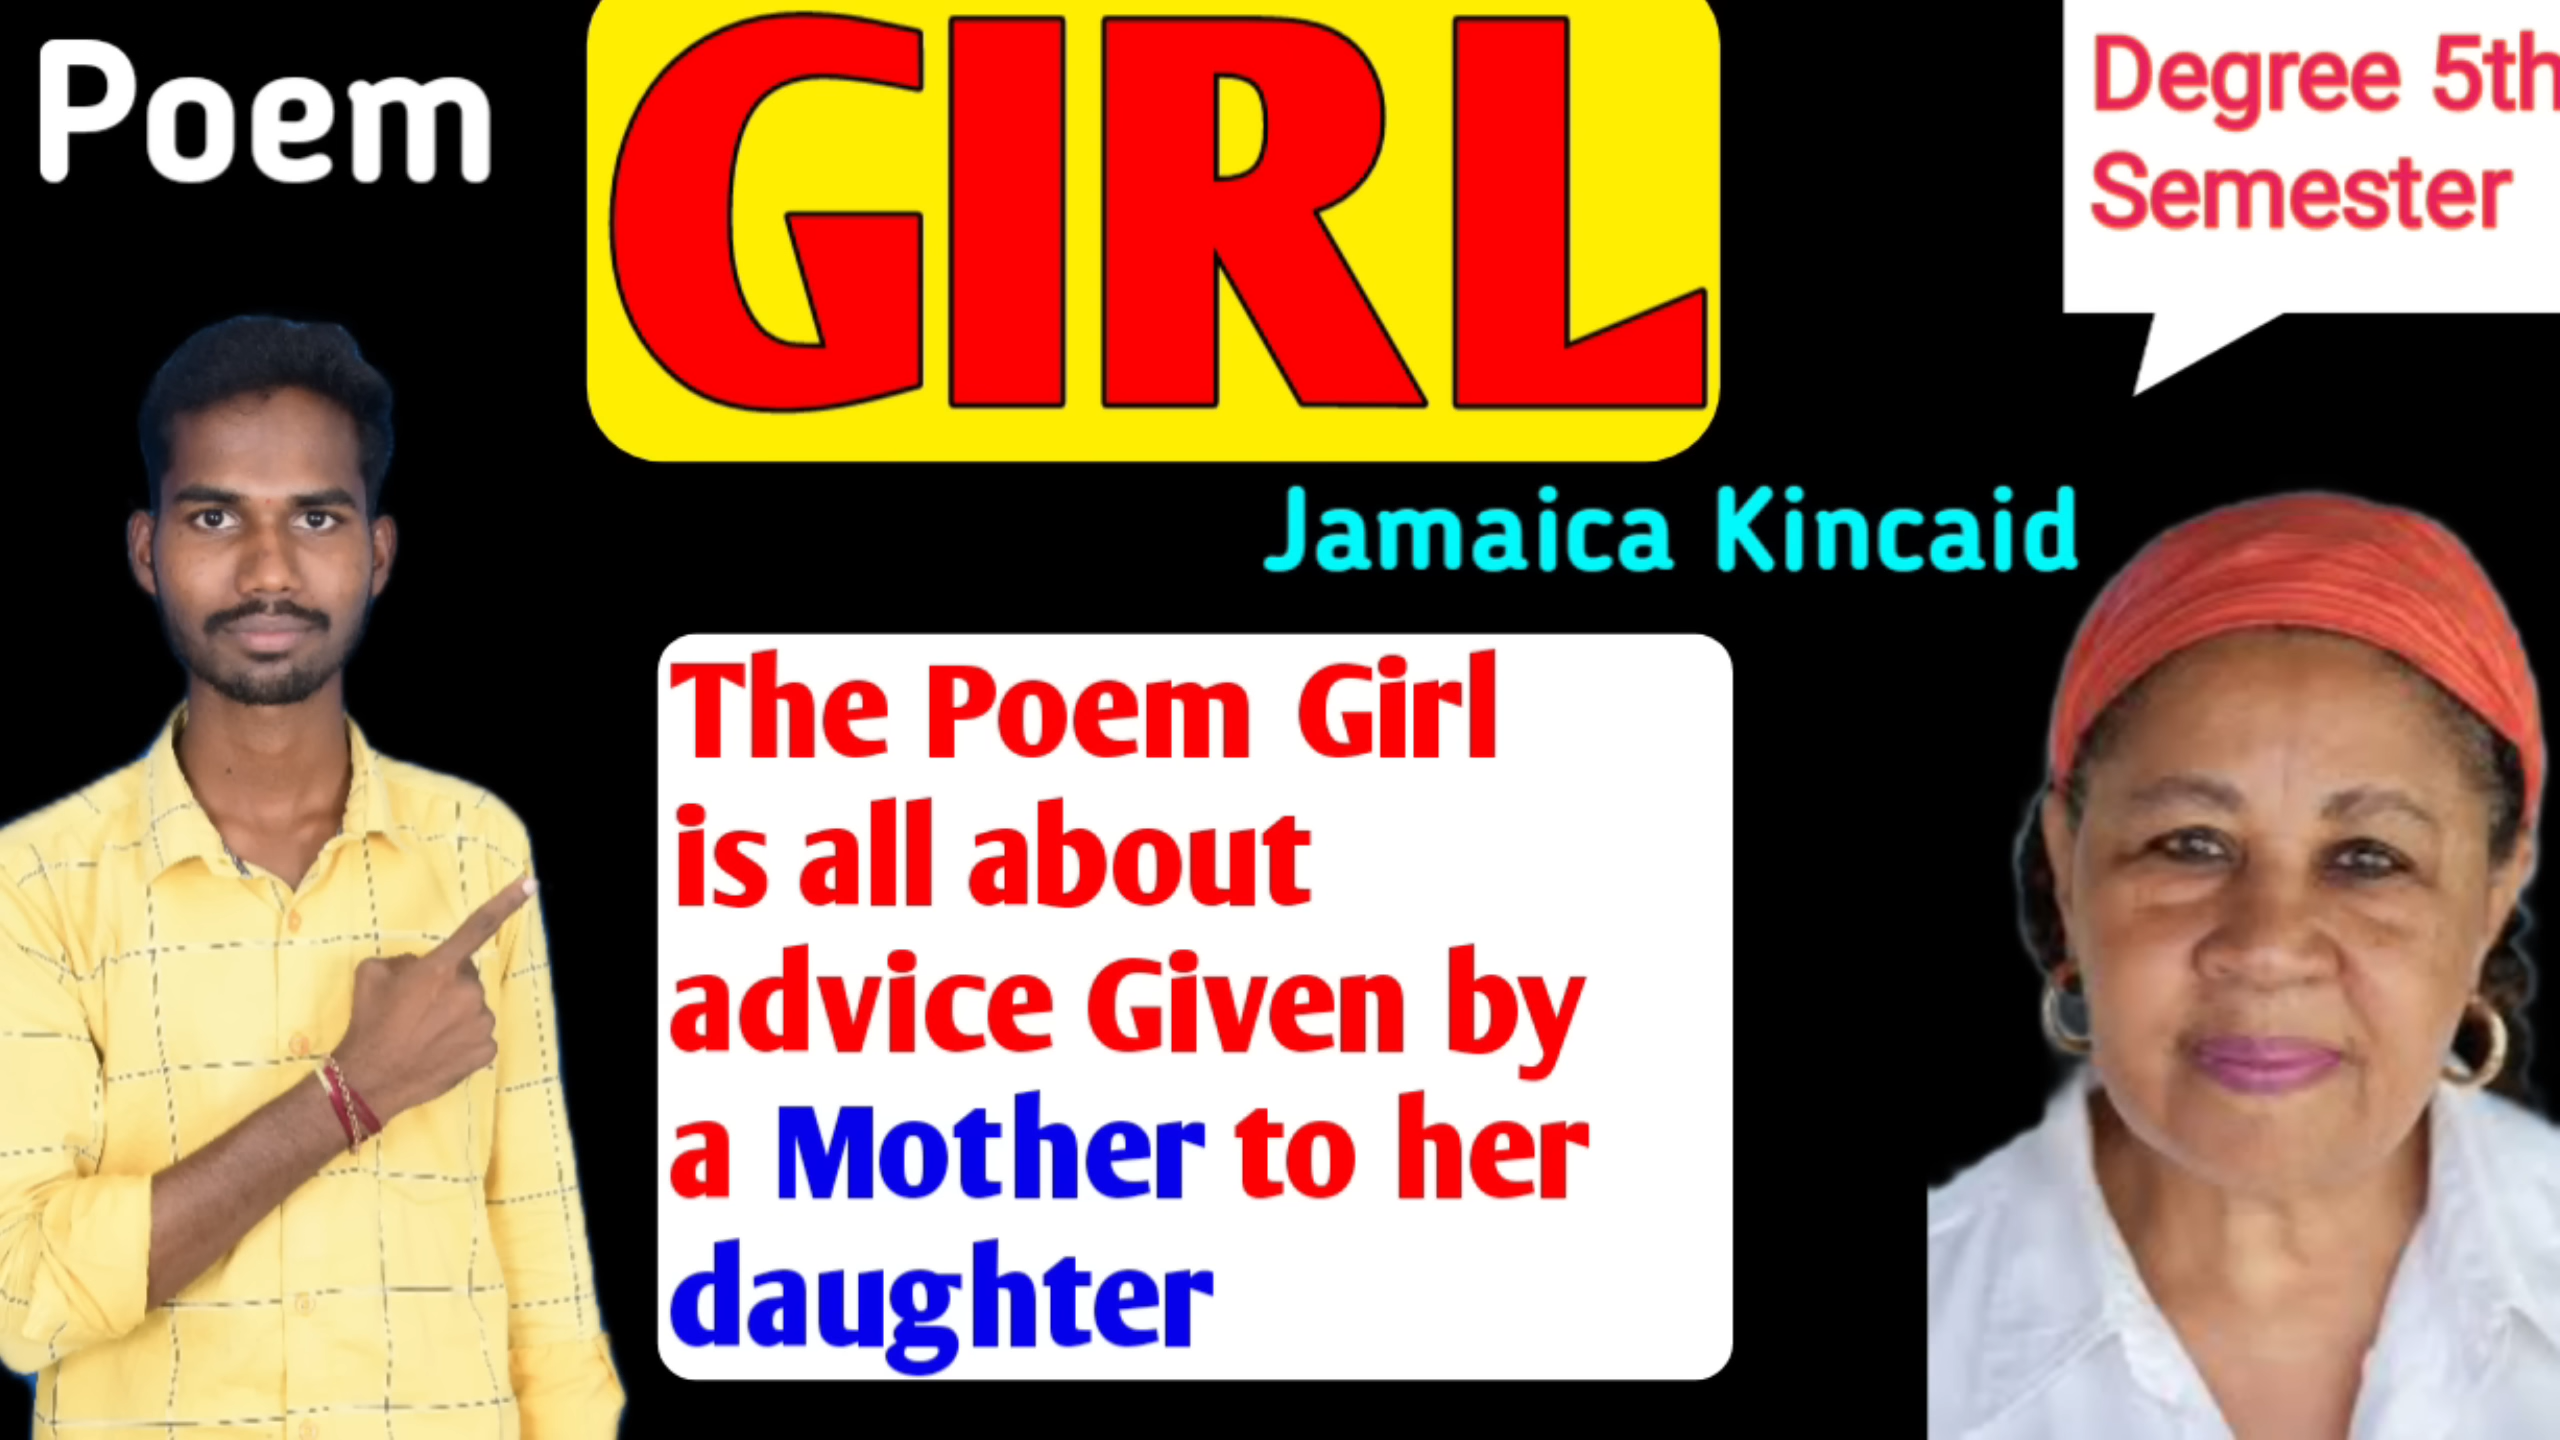 Poem
GIRL
Degree 5th
Semester
Jamaica Kincaid
The Poem Girl
is all about
advice Given by
a Mother to her
daughter